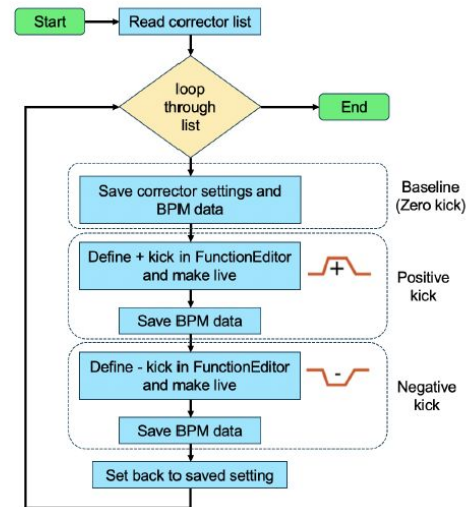 Start
Read corrector list
loop
through
list
End
Save corrector settings and
BPM data
Baseline
(Zero kick)
Define + kick in FunctionEditor
and make live
+
Positive
kick
Save BPM data
Define - kick in FunctionEditor
and make live
-
Negative
kick
Save BPM data
Set back to saved setting